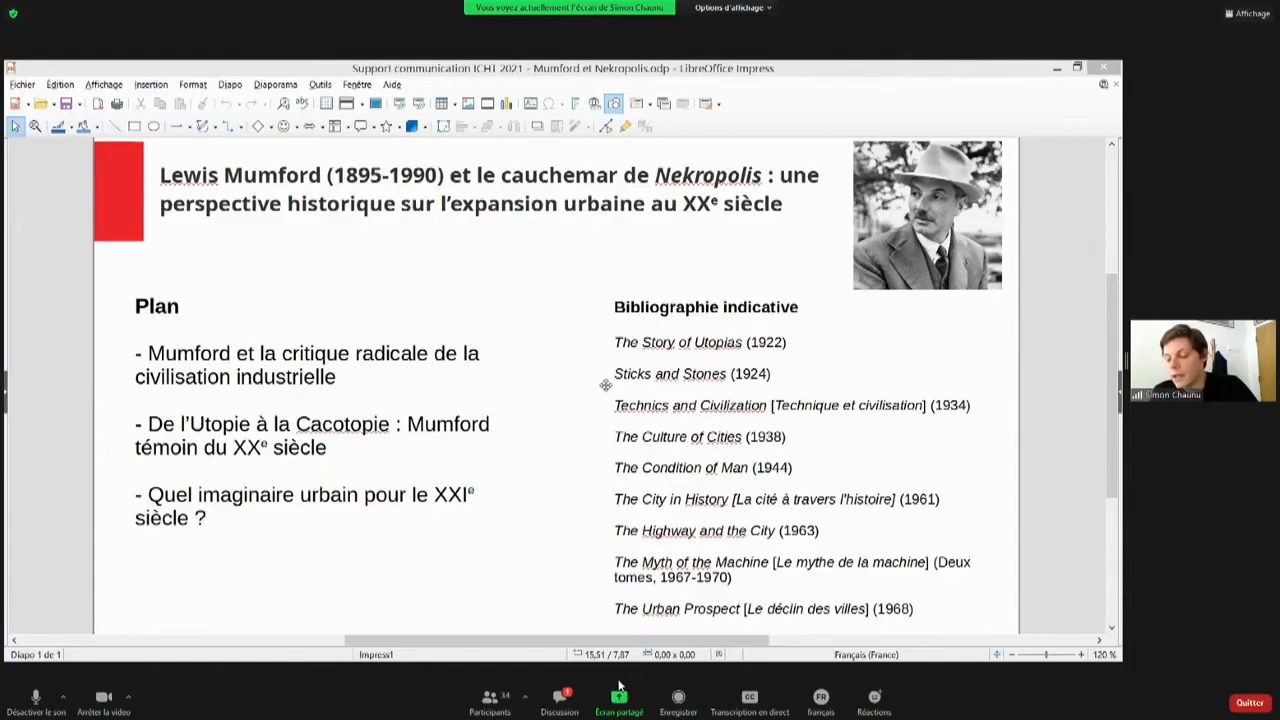 Vous voyez actuellement l'écran de Simon Chaunu
Options d'affichage
Affichage
Support communication ICHT 2021 - Mumford et Nekropolis.odp - LibreOffice Impress
Fichier Édition Affichage Insertion Format Diapo Diaporama Outils Fenêtre Aide
Lewis Mumford (1895-1990) et le cauchemar de Nekropolis : une
perspective historique sur l'expansion urbaine au XXe siècle
Plan
- Mumford et la critique radicale de la
civilisation industrielle
- De l'Utopie à la Cacotopie : Mumford
témoin du XXe siècle
- Quel imaginaire urbain pour le XXIe
siècle ?
Bibliographie indicative
The Story of Utopias (1922)
Sticks and Stones (1924)
Technics and Civilization [Technique et civilisation] (1934)
The Culture of Cities (1938)
The Condition of Man (1944)
The City in History [La cité à travers l'histoire] (1961)
The Highway and the City (1963)
The Myth of the Machine [Le mythe de la machine] (Deux
tomes, 1967-1970)
The Urban Prospect [Le déclin des villes] (1968)
Simon Chaunu
Diapo 1 de 1
Impress1
15,51 / 7,87
0,00 x 0,00
Français (France)
120 %
Désactiver le son
Arrêter la video
Participants
Discussion
1
Écran partagé
Enregistrer
CC
Transcription en direct
FR
français
Réactions
Quitter